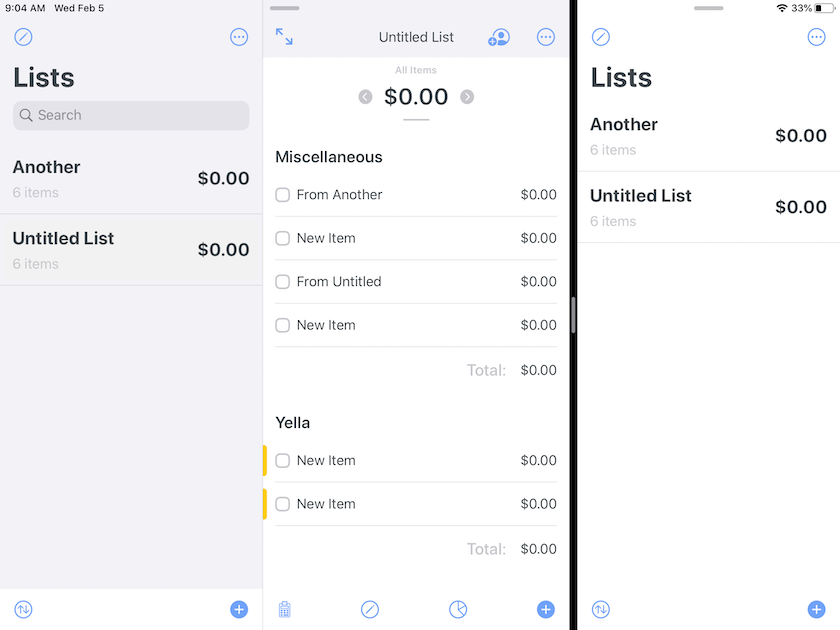 9:04 AM Wed Feb 5
33%
Lists
Search
Another
6 items
$0.00
Untitled List
6 items
$0.00
Untitled List
All Items
$0.00
Miscellaneous
From Another $0.00
New Item $0.00
From Untitled $0.00
New Item $0.00
Total: $0.00
Yella
New Item $0.00
New Item $0.00
Total: $0.00
Lists
Another
6 items
$0.00
Untitled List
6 items
$0.00